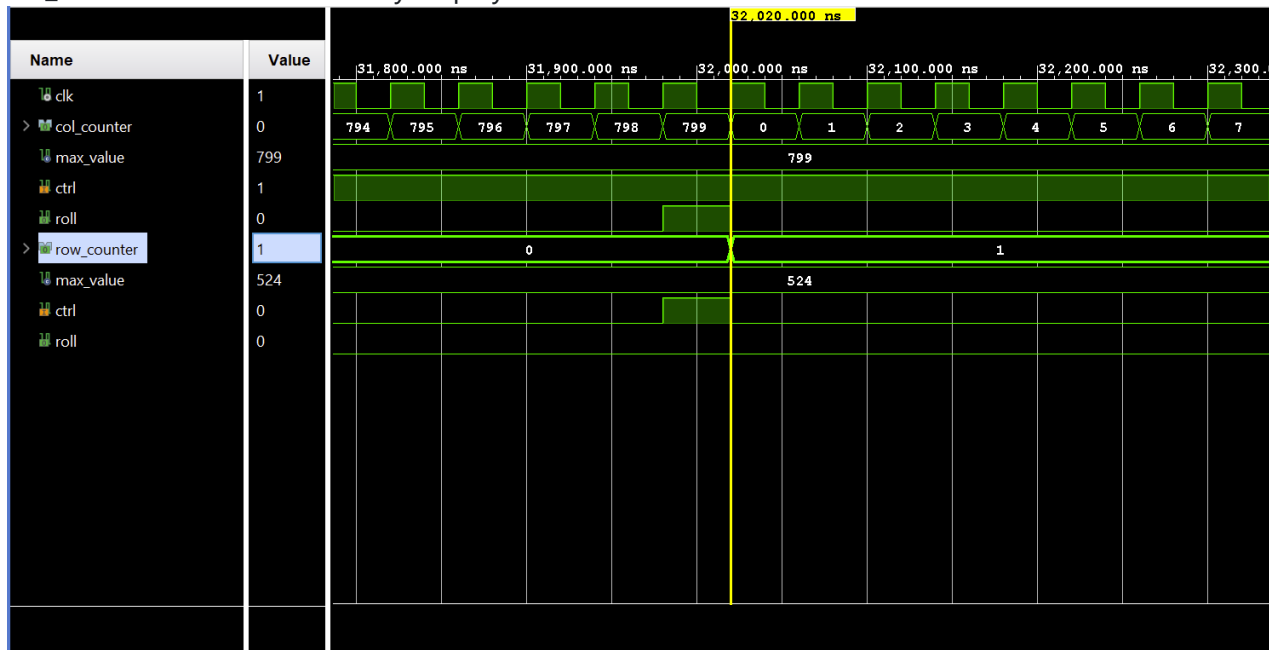 32,020.000 ns
Name Value
31,800.000 ns 31,900.000 ns 32,000.000 ns 32,100.000 ns 32,200.000 ns 32,300.
clk 1
col_counter 0 794 795 796 797 798 799 0 1 2 3 4 5 6 7
max_value 799 799
ctrl 1
roll 0
row_counter 1 0 1
max_value 524 524
ctrl 0
roll 0